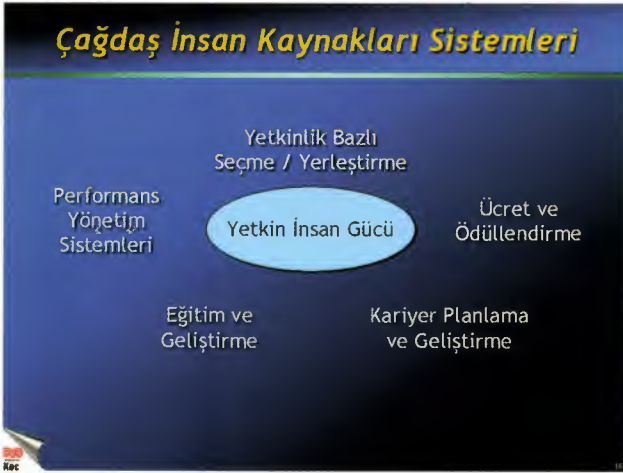 Çağdaş İnsan Kaynakları Sistemleri
Yetkinlik Bazlı
Seçme / Yerleştirme
Performans
Yönetim
Sistemleri
Yetkin İnsan Gücü
Ücret ve
Ödüllendirme
Eğitim ve
Geliştirme
Kariyer Planlama
ve Geliştirme
Koç